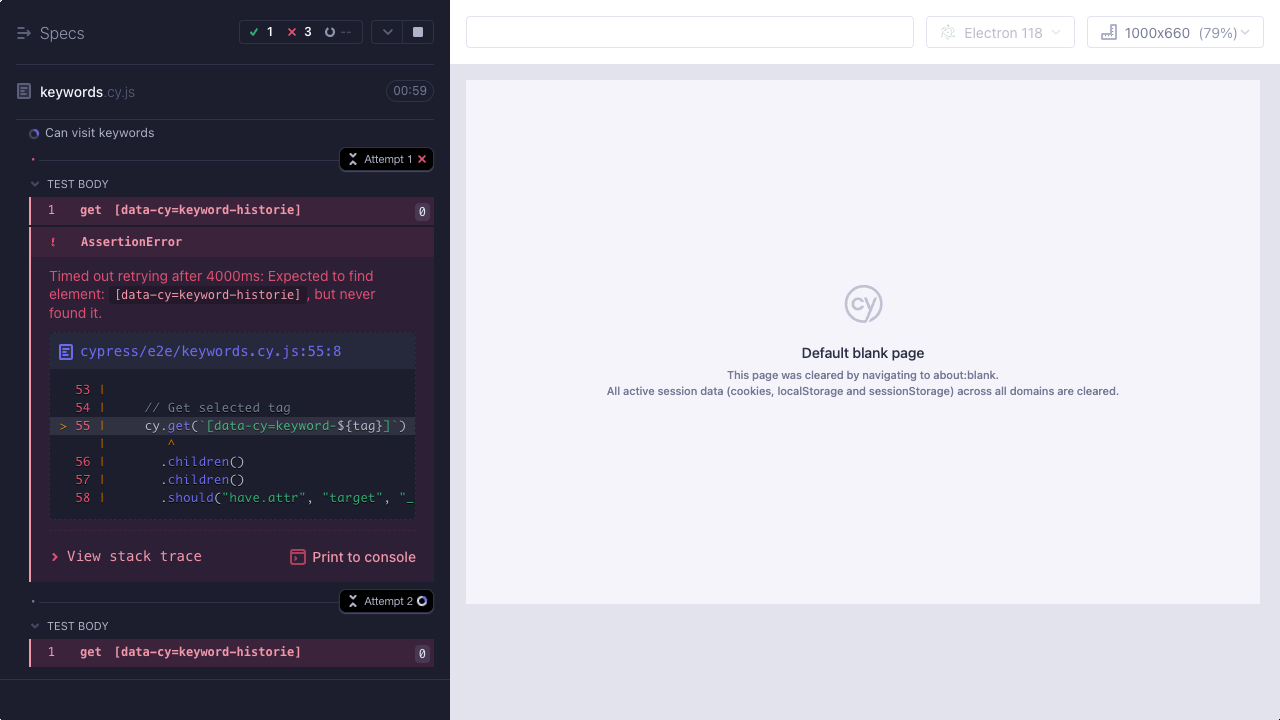 Specs
1 3 --
keywords.cy.js
00:59
Can visit keywords
Attempt 1
TEST BODY
1 get [data-cy=keyword-historie] 0
! AssertionError
Timed out retrying after 4000ms: Expected to find
element: [data-cy=keyword-historie] , but never
found it.
cypress/e2e/keywords.cy.js:55:8
53 |
54 | // Get selected tag
> 55 | cy.get(`[data-cy=keyword-${tag}]`)
| ^
56 | .children()
57 | .children()
58 | .should("have.attr", "target", "_
> View stack trace
Print to console
Attempt 2
TEST BODY
1 get [data-cy=keyword-historie] 0
Electron 118
1000x660 (79%)
cy
Default blank page
This page was cleared by navigating to about:blank.
All active session data (cookies, localStorage and sessionStorage) across all domains are cleared.